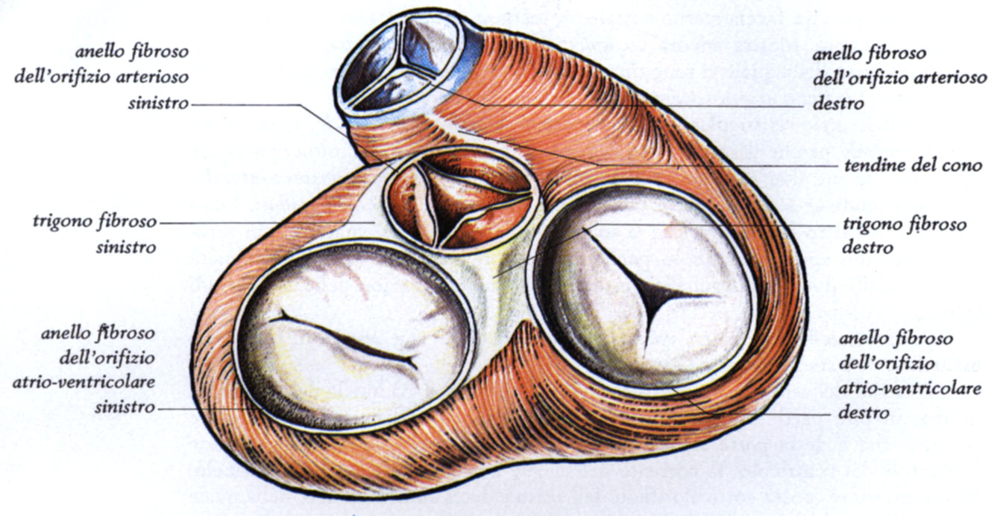 anello fibroso
dell'orifizio arterioso
sinistro
trigono fibroso
sinistro
anello fibroso
dell'orifizio
atrio-ventricolare
sinistro
anello fibroso
dell'orifizio arterioso
destro
tendine del cono
trigono fibroso
destro
anello fibroso
dell'orifizio
atrio-ventricolare
destro